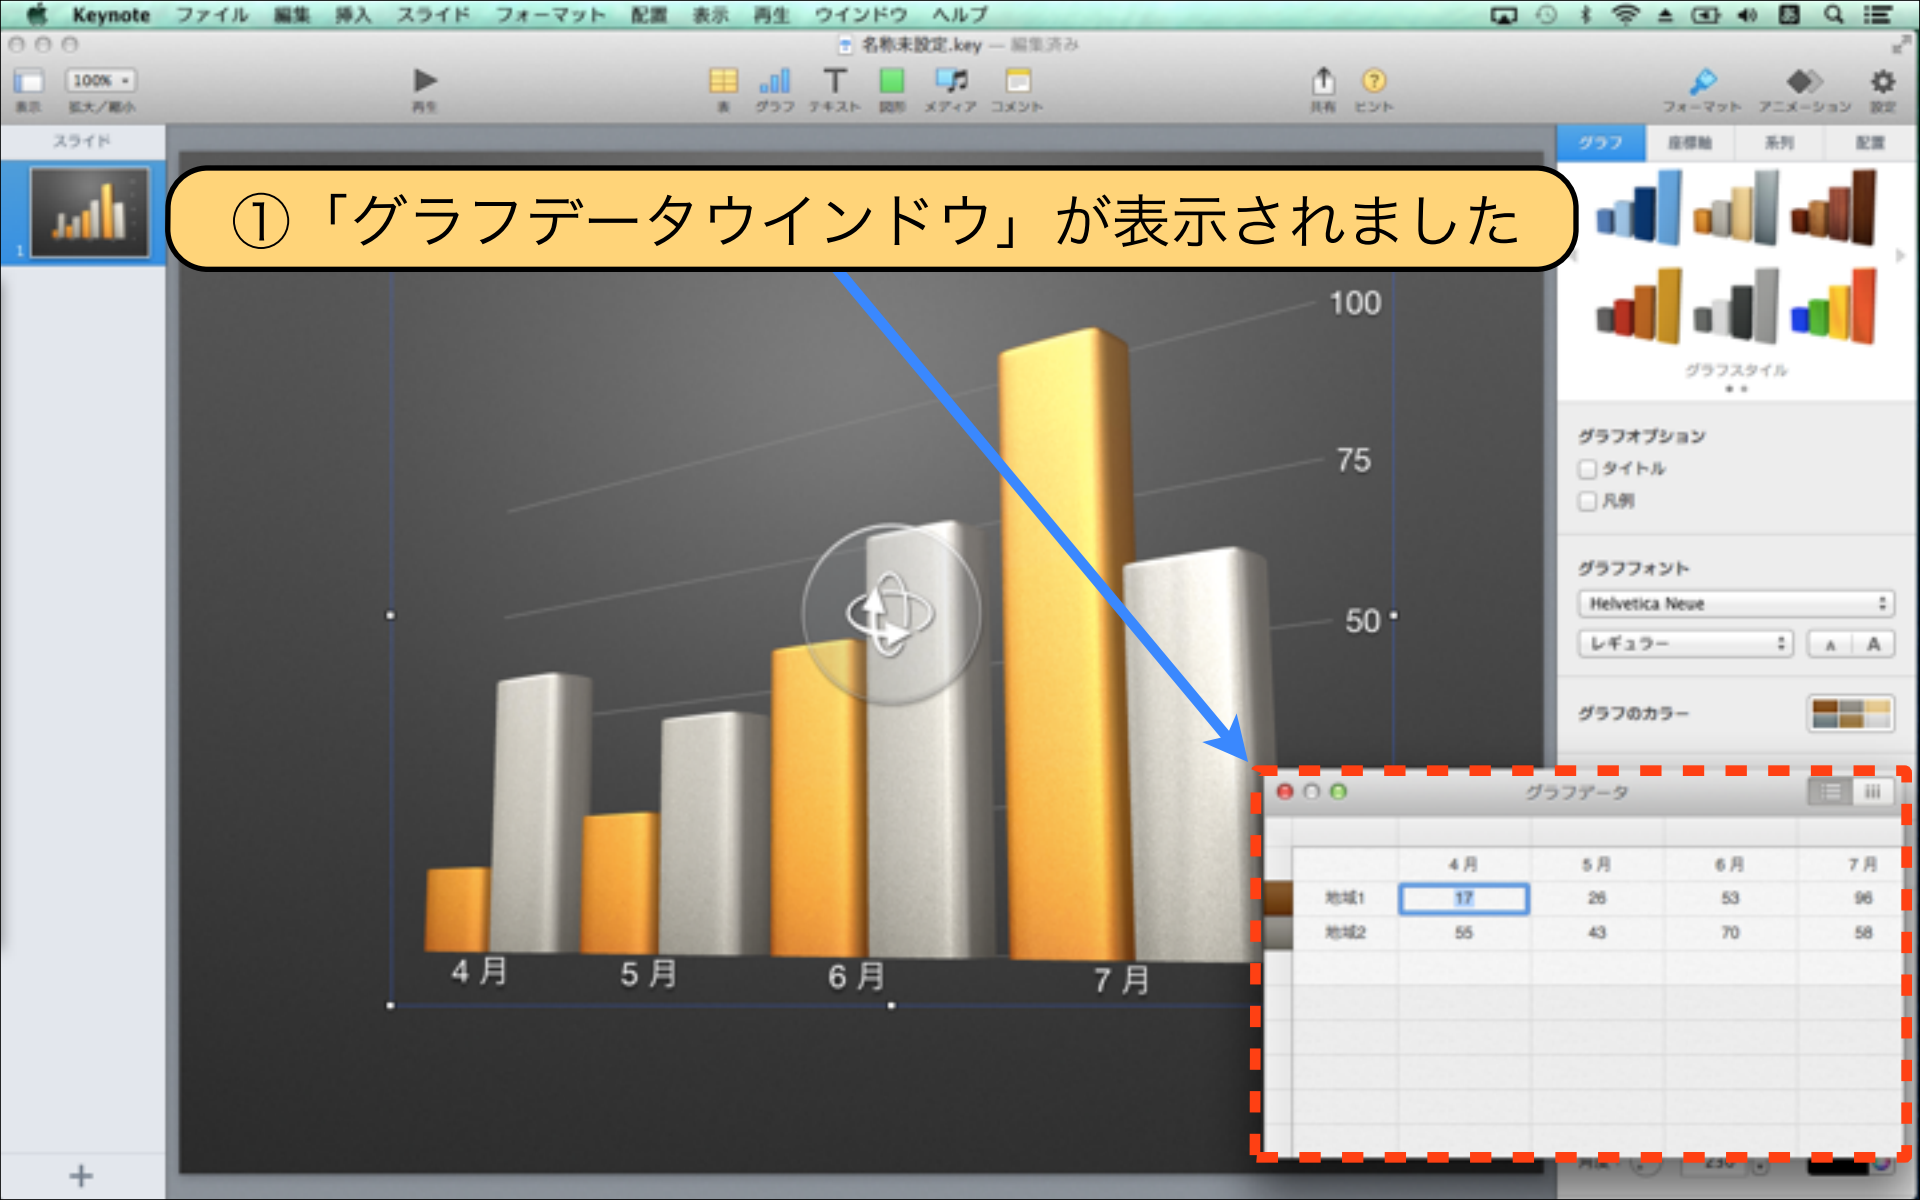 Keynote ファイル 編集 挿入 スライド フォーマット 配置 表示 再生 ウインドウ ヘルプ
名称未設定.key — 編集済み
100%
表示 拡大/縮小 再生 表 グラフ テキスト 図形 メディア コメント 共有 ヒント フォーマット アニメーション 設定
スライド
グラフ 座標軸 系列 配置
1
①「グラフデータウインドウ」が表示されました
100
75
50
4 月 5 月 6 月 7 月
グラフスタイル
グラフオプション
タイトル
凡例
グラフフォント
Helvetica Neue
レギュラー
A A
グラフのカラー
グラフデータ
4 月 5 月 6 月 7 月
地域1 17 26 53 96
地域2 55 43 70 58